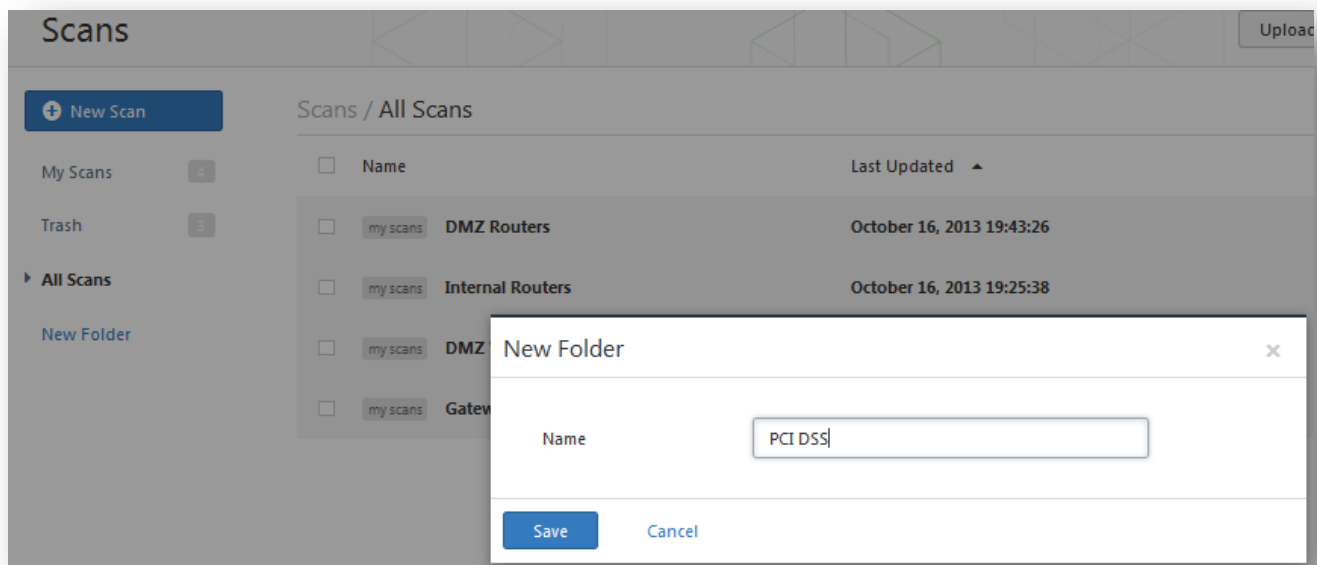 Scans
Upload
New Scan
Scans / All Scans
My Scans 4
Name Last Updated
Trash 3
my scans DMZ Routers October 16, 2013 19:43:26
All Scans
my scans Internal Routers October 16, 2013 19:25:38
New Folder
my scans DMZ
my scans Gatew
New Folder
Name PCI DSS
Save Cancel